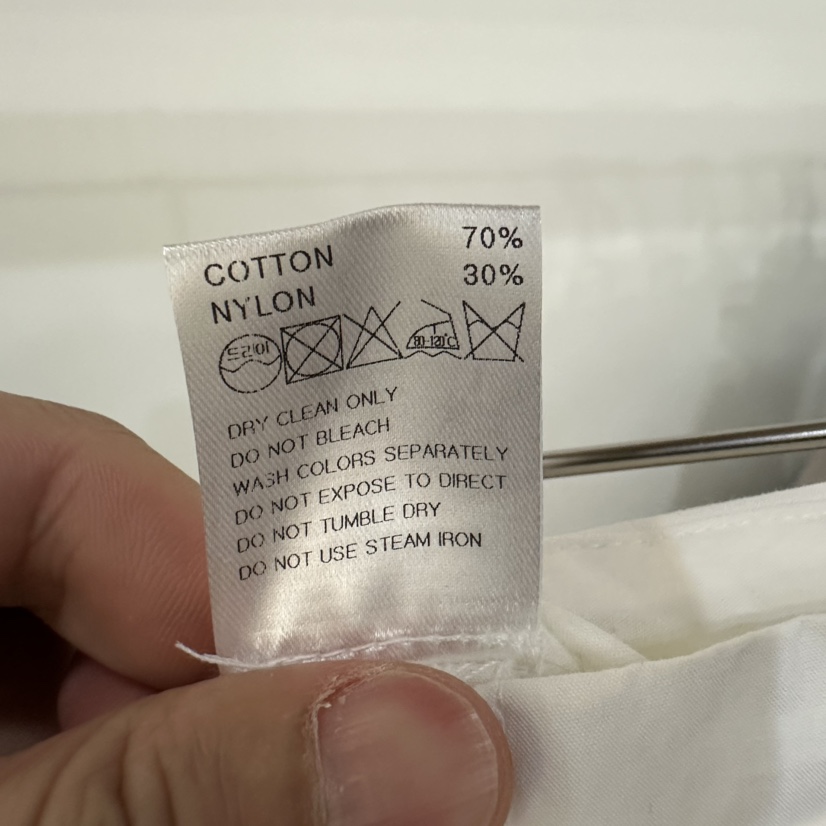 COTTON 70%
NYLON 30%
드라이 80-120°C
DRY CLEAN ONLY
DO NOT BLEACH
WASH COLORS SEPARATELY
DO NOT EXPOSE TO DIRECT
DO NOT TUMBLE DRY
DO NOT USE STEAM IRON